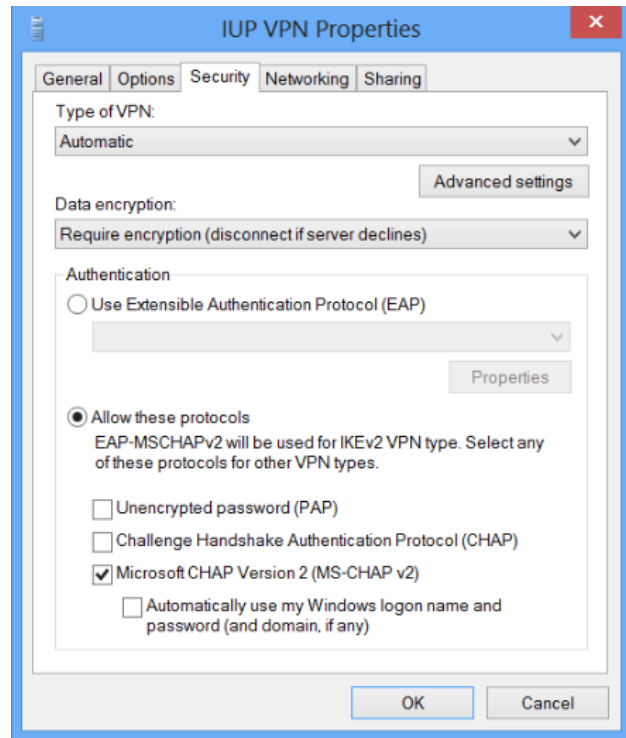 IUP VPN Properties
General Options Security Networking Sharing
Type of VPN:
Automatic
Advanced settings
Data encryption:
Require encryption (disconnect if server declines)
Authentication
Use Extensible Authentication Protocol (EAP)
Properties
Allow these protocols
EAP-MSCHAPv2 will be used for IKEv2 VPN type. Select any
of these protocols for other VPN types.
Unencrypted password (PAP)
Challenge Handshake Authentication Protocol (CHAP)
Microsoft CHAP Version 2 (MS-CHAP v2)
Automatically use my Windows logon name and
password (and domain, if any)
OK Cancel